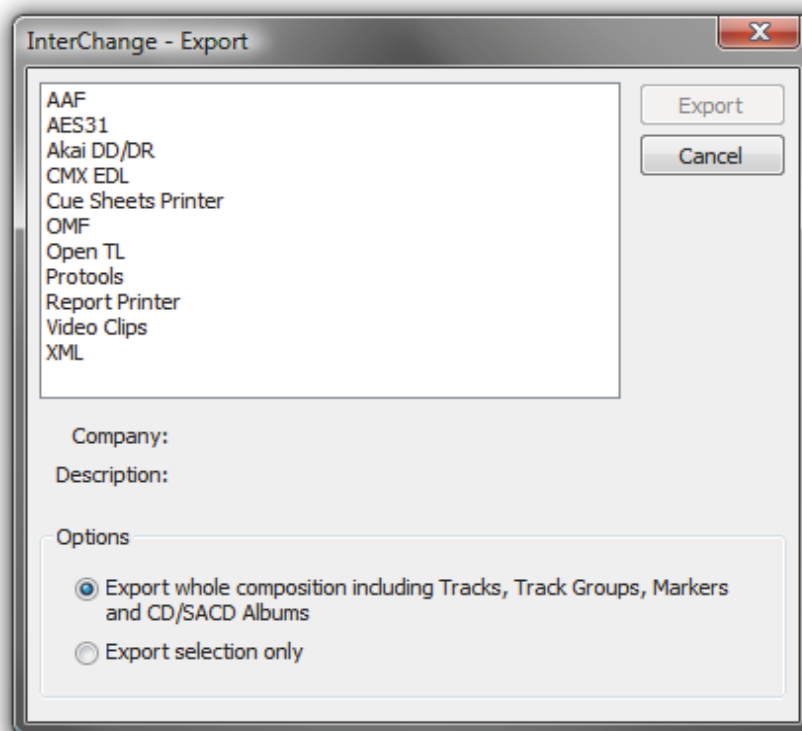 InterChange - Export
AAF
AES31
Akai DD/DR
CMX EDL
Cue Sheets Printer
OMF
Open TL
Protools
Report Printer
Video Clips
XML
Export
Cancel
Company:
Description:
Options
Export whole composition including Tracks, Track Groups, Markers
and CD/SACD Albums
Export selection only